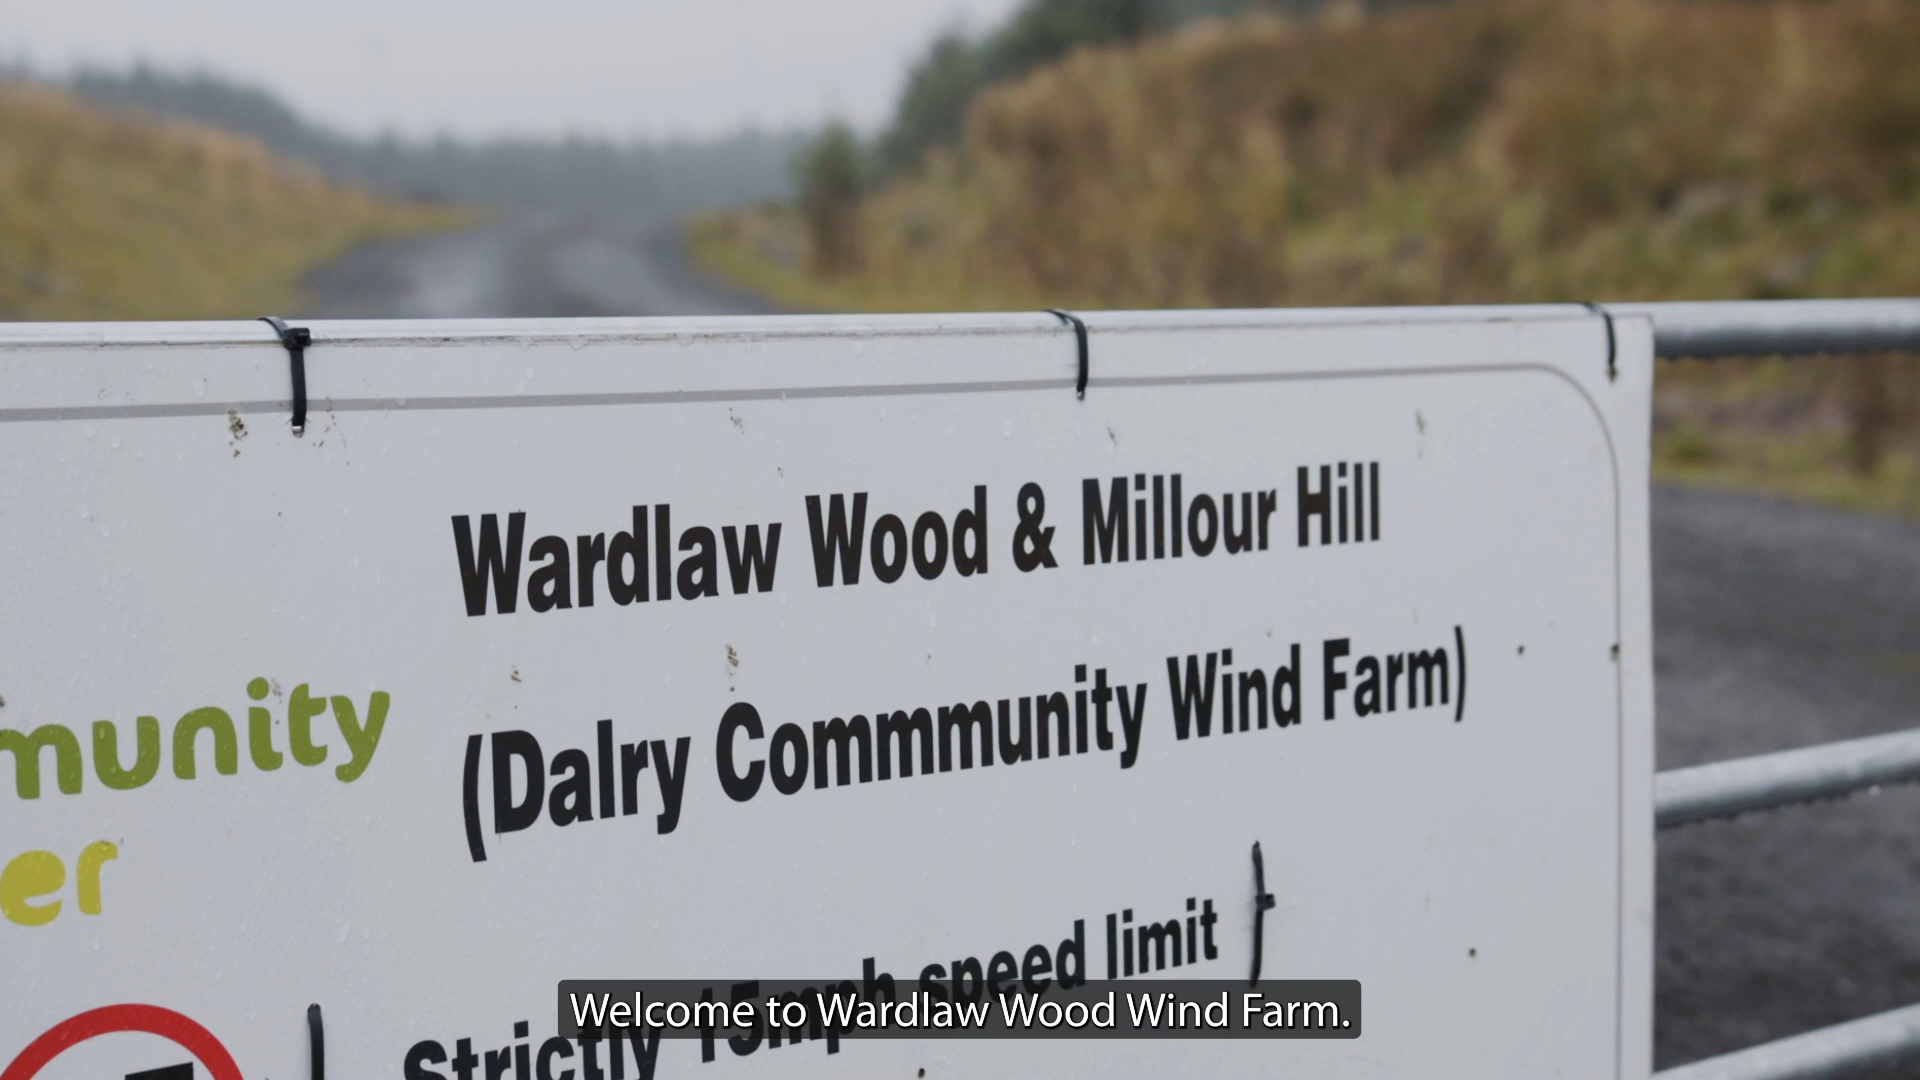 Wardlaw Wood & Millour Hill
(Dalry Commmunity Wind Farm)
munity
er
Strictly 15mph speed limit
Welcome to Wardlaw Wood Wind Farm.